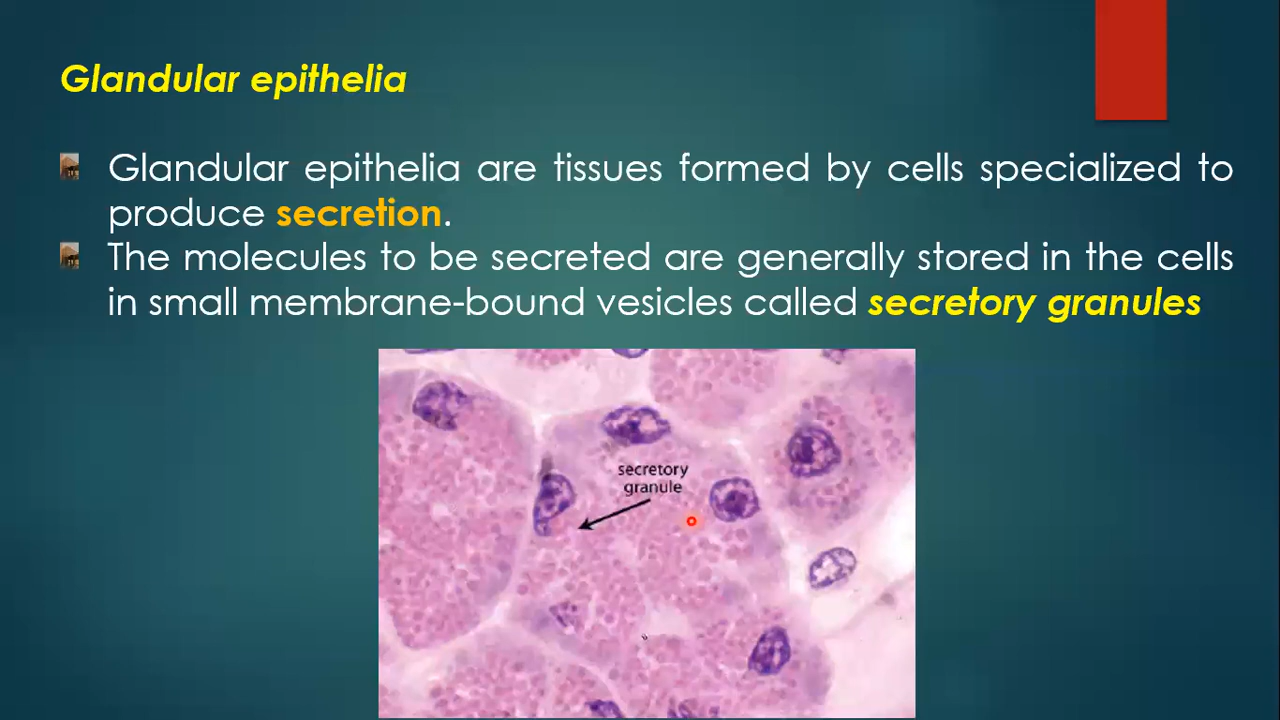 Glandular epithelia
Glandular epithelia are tissues formed by cells specialized to
produce secretion.
The molecules to be secreted are generally stored in the cells
in small membrane-bound vesicles called secretory granules
secretory
granule